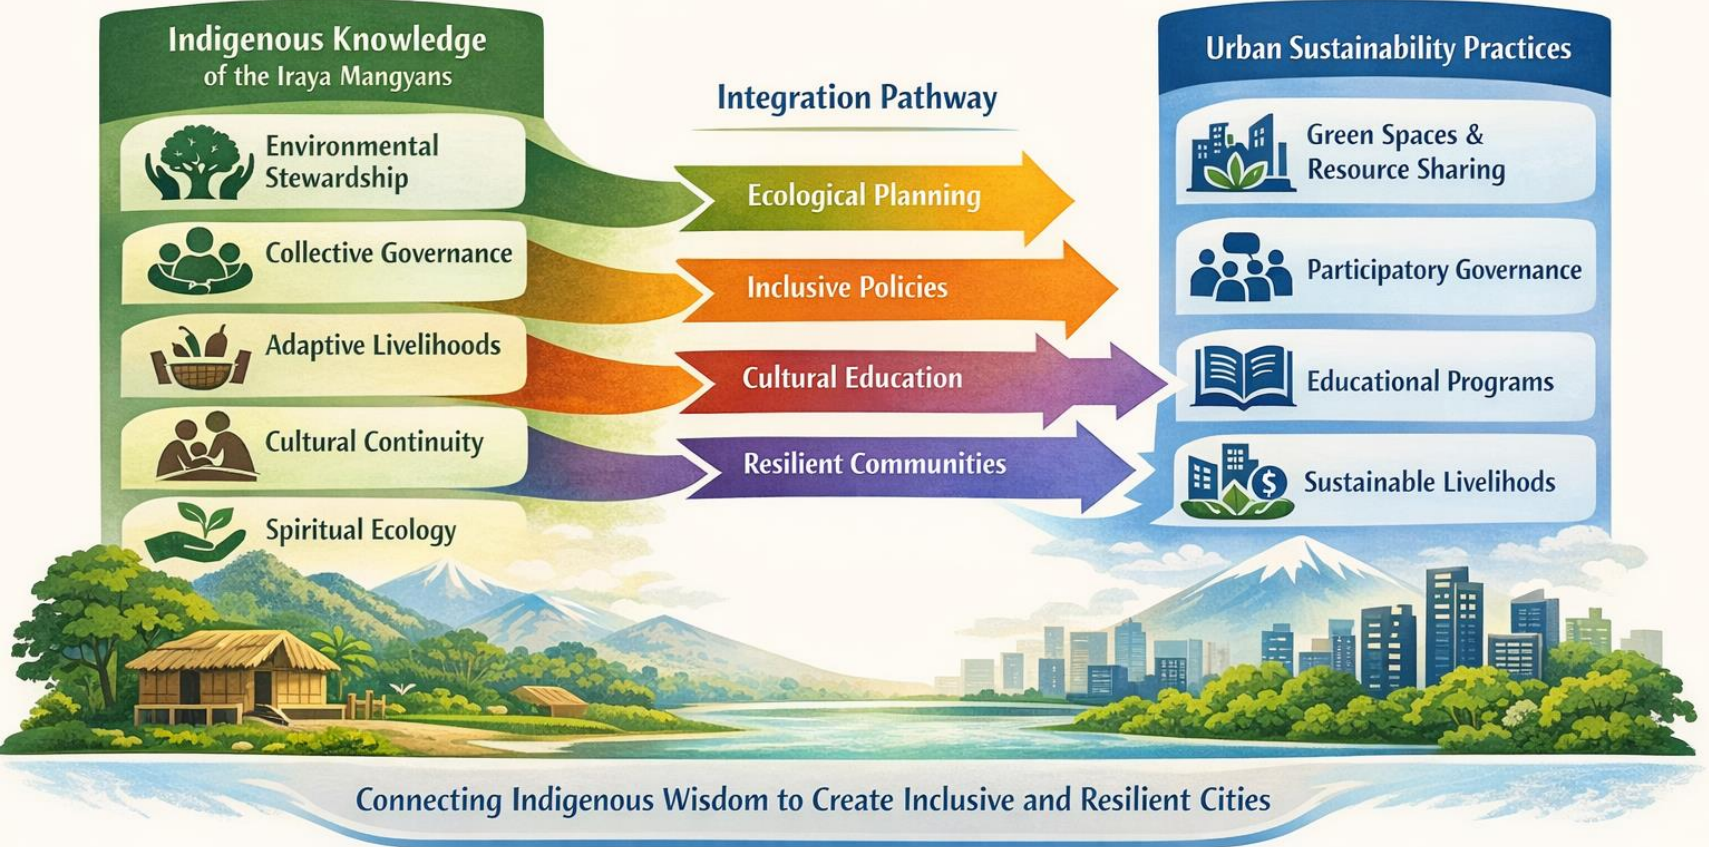 Indigenous Knowledge
of the Iraya Mangyans
Environmental
Stewardship
Collective Governance
Adaptive Livelihoods
Cultural Continuity
Spiritual Ecology
Integration Pathway
Ecological Planning
Inclusive Policies
Cultural Education
Resilient Communities
Urban Sustainability Practices
Green Spaces &
Resource Sharing
Participatory Governance
Educational Programs
$
Sustainable Livelihods
Connecting Indigenous Wisdom to Create Inclusive and Resilient Cities